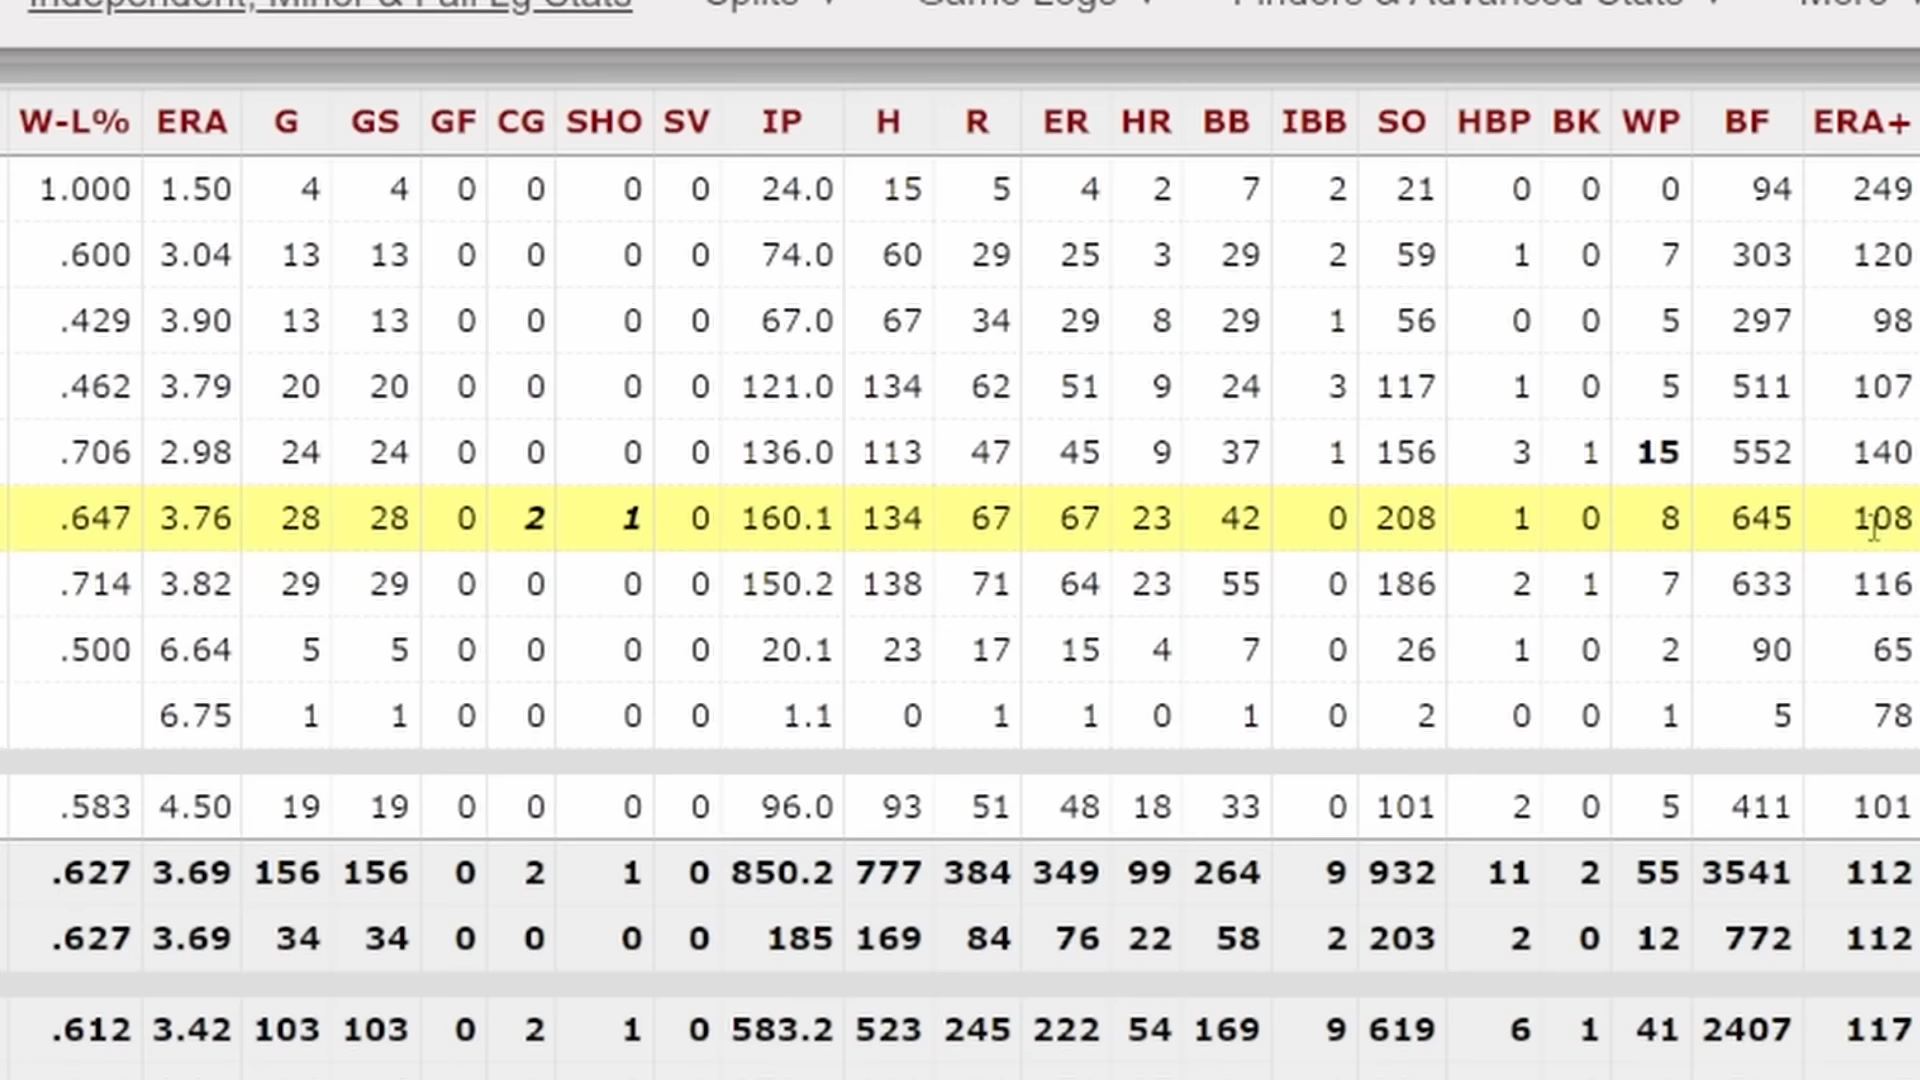 Independent, Minor & Fall Lg Stats Splits Game Logs Finders & Advanced Stats More
W-L% ERA G GS GF CG SHO SV IP H R ER HR BB IBB SO HBP BK WP BF ERA+
1.000 1.50 4 4 0 0 0 0 24.0 15 5 4 2 7 2 21 0 0 0 94 249
.600 3.04 13 13 0 0 0 0 74.0 60 29 25 3 29 2 59 1 0 7 303 120
.429 3.90 13 13 0 0 0 0 67.0 67 34 29 8 29 1 56 0 0 5 297 98
.462 3.79 20 20 0 0 0 0 121.0 134 62 51 9 24 3 117 1 0 5 511 107
.706 2.98 24 24 0 0 0 0 136.0 113 47 45 9 37 1 156 3 1 15 552 140
.647 3.76 28 28 0 2 1 0 160.1 134 67 67 23 42 0 208 1 0 8 645 108
.714 3.82 29 29 0 0 0 0 150.2 138 71 64 23 55 0 186 2 1 7 633 116
.500 6.64 5 5 0 0 0 0 20.1 23 17 15 4 7 0 26 1 0 2 90 65
6.75 1 1 0 0 0 0 1.1 0 1 1 0 1 0 2 0 0 1 5 78
.583 4.50 19 19 0 0 0 0 96.0 93 51 48 18 33 0 101 2 0 5 411 101
.627 3.69 156 156 0 2 1 0 850.2 777 384 349 99 264 9 932 11 2 55 3541 112
.627 3.69 34 34 0 0 0 0 185 169 84 76 22 58 2 203 2 0 12 772 112
.612 3.42 103 103 0 2 1 0 583.2 523 245 222 54 169 9 619 6 1 41 2407 117